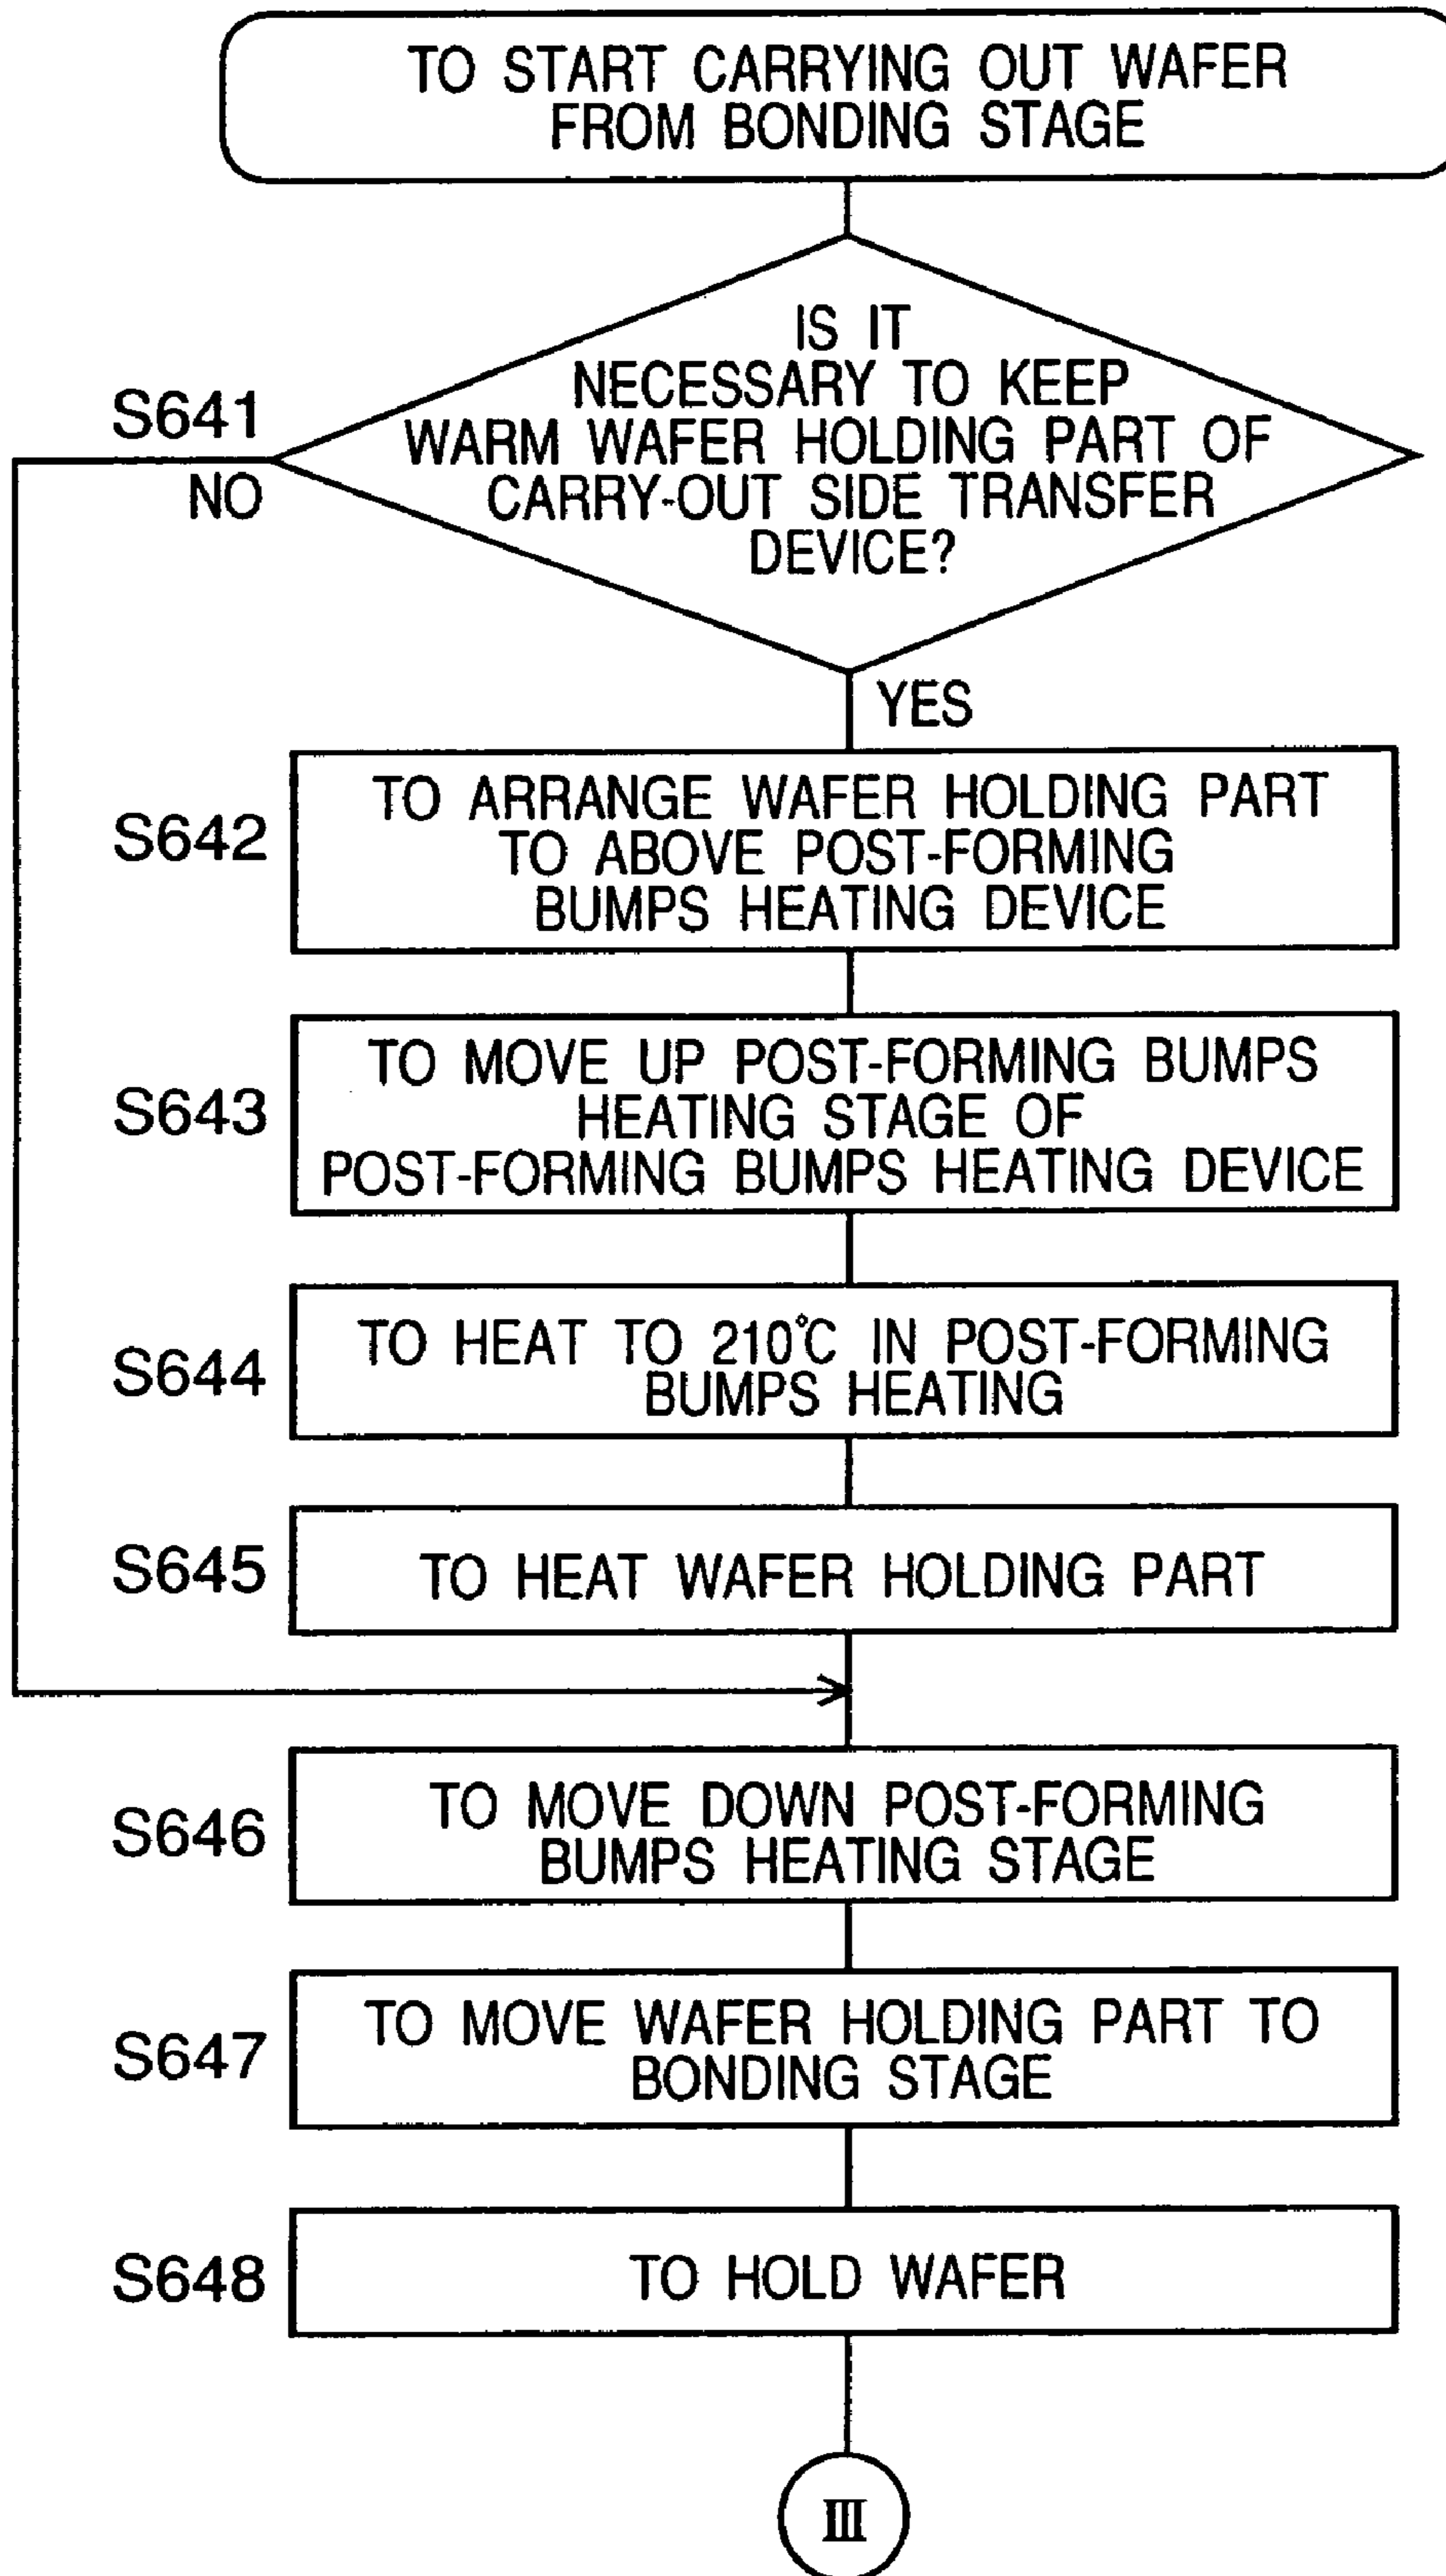 TO START CARRYING OUT WAFER
FROM BONDING STAGE
IS IT
NECESSARY TO KEEP
WARM WAFER HOLDING PART OF
CARRY-OUT SIDE TRANSFER
DEVICE?
S641
NO
YES
S642
TO ARRANGE WAFER HOLDING PART
TO ABOVE POST-FORMING
BUMPS HEATING DEVICE
S643
TO MOVE UP POST-FORMING BUMPS
HEATING STAGE OF
POST-FORMING BUMPS HEATING DEVICE
S644
TO HEAT TO 210°C IN POST-FORMING
BUMPS HEATING
S645
TO HEAT WAFER HOLDING PART
S646
TO MOVE DOWN POST-FORMING
BUMPS HEATING STAGE
S647
TO MOVE WAFER HOLDING PART TO
BONDING STAGE
S648
TO HOLD WAFER
III